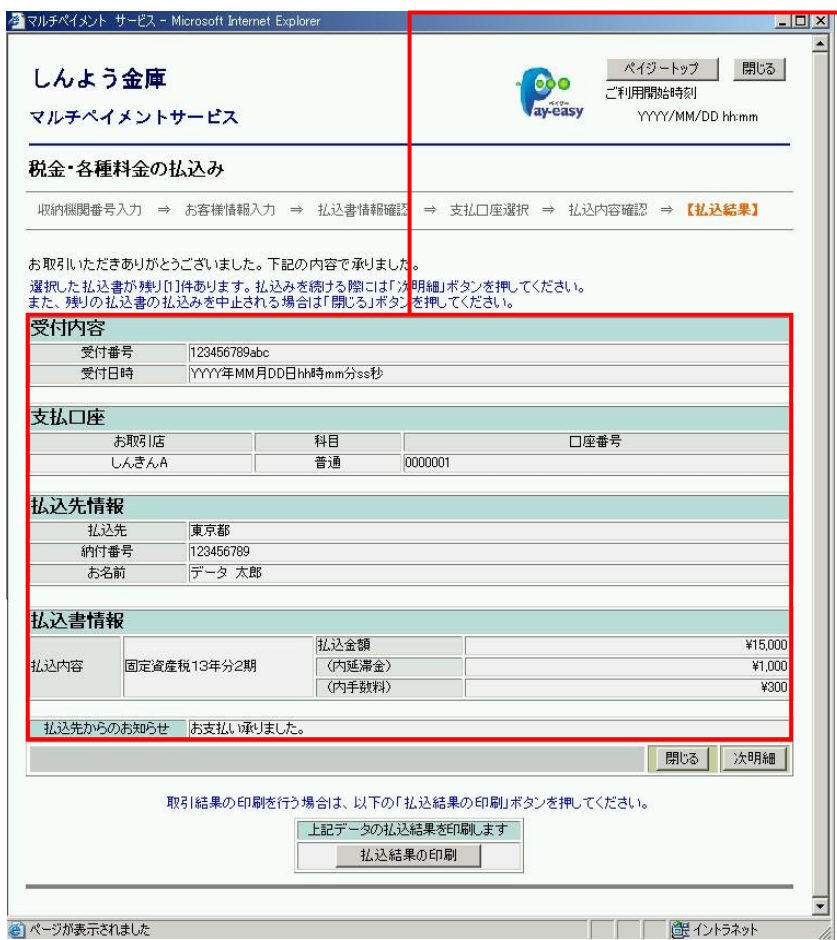 マルチペイメント サービス - Microsoft Internet Explorer
しんよう金庫
マルチペイメントサービス
ペイジー
Pay-easy
ペイジートップ 閉じる
ご利用開始時刻
YYYY/MM/DD hh:mm
税金・各種料金の払込み
収納機関番号入力 ⇒ お客様情報入力 ⇒ 払込書情報確認 ⇒ 支払口座選択 ⇒ 払込内容確認 ⇒ 【払込結果】
お取引いただきありがとうございました。下記の内容で承りました。
選択した払込書が残り[1]件あります。払込みを続ける際には「次明細」ボタンを押してください。
また、残りの払込書の払込みを中止される場合は「閉じる」ボタンを押してください。
受付内容
受付番号 123456789abc
受付日時 YYYY年MM月DD日hh時mm分ss秒
支払口座
お取引店 科目 口座番号
しんきんA 普通 0000001
払込先情報
払込先 東京都
納付番号 123456789
お名前 データ 太郎
払込書情報
払込内容 固定資産税13年分2期 払込金額 ¥15,000
(内延滞金) ¥1,000
(内手数料) ¥300
払込先からのお知らせ お支払い承りました。
閉じる 次明細
取引結果の印刷を行う場合は、以下の「払込結果の印刷」ボタンを押してください。
上記データの払込結果を印刷します
払込結果の印刷
ページが表示されました イントラネット